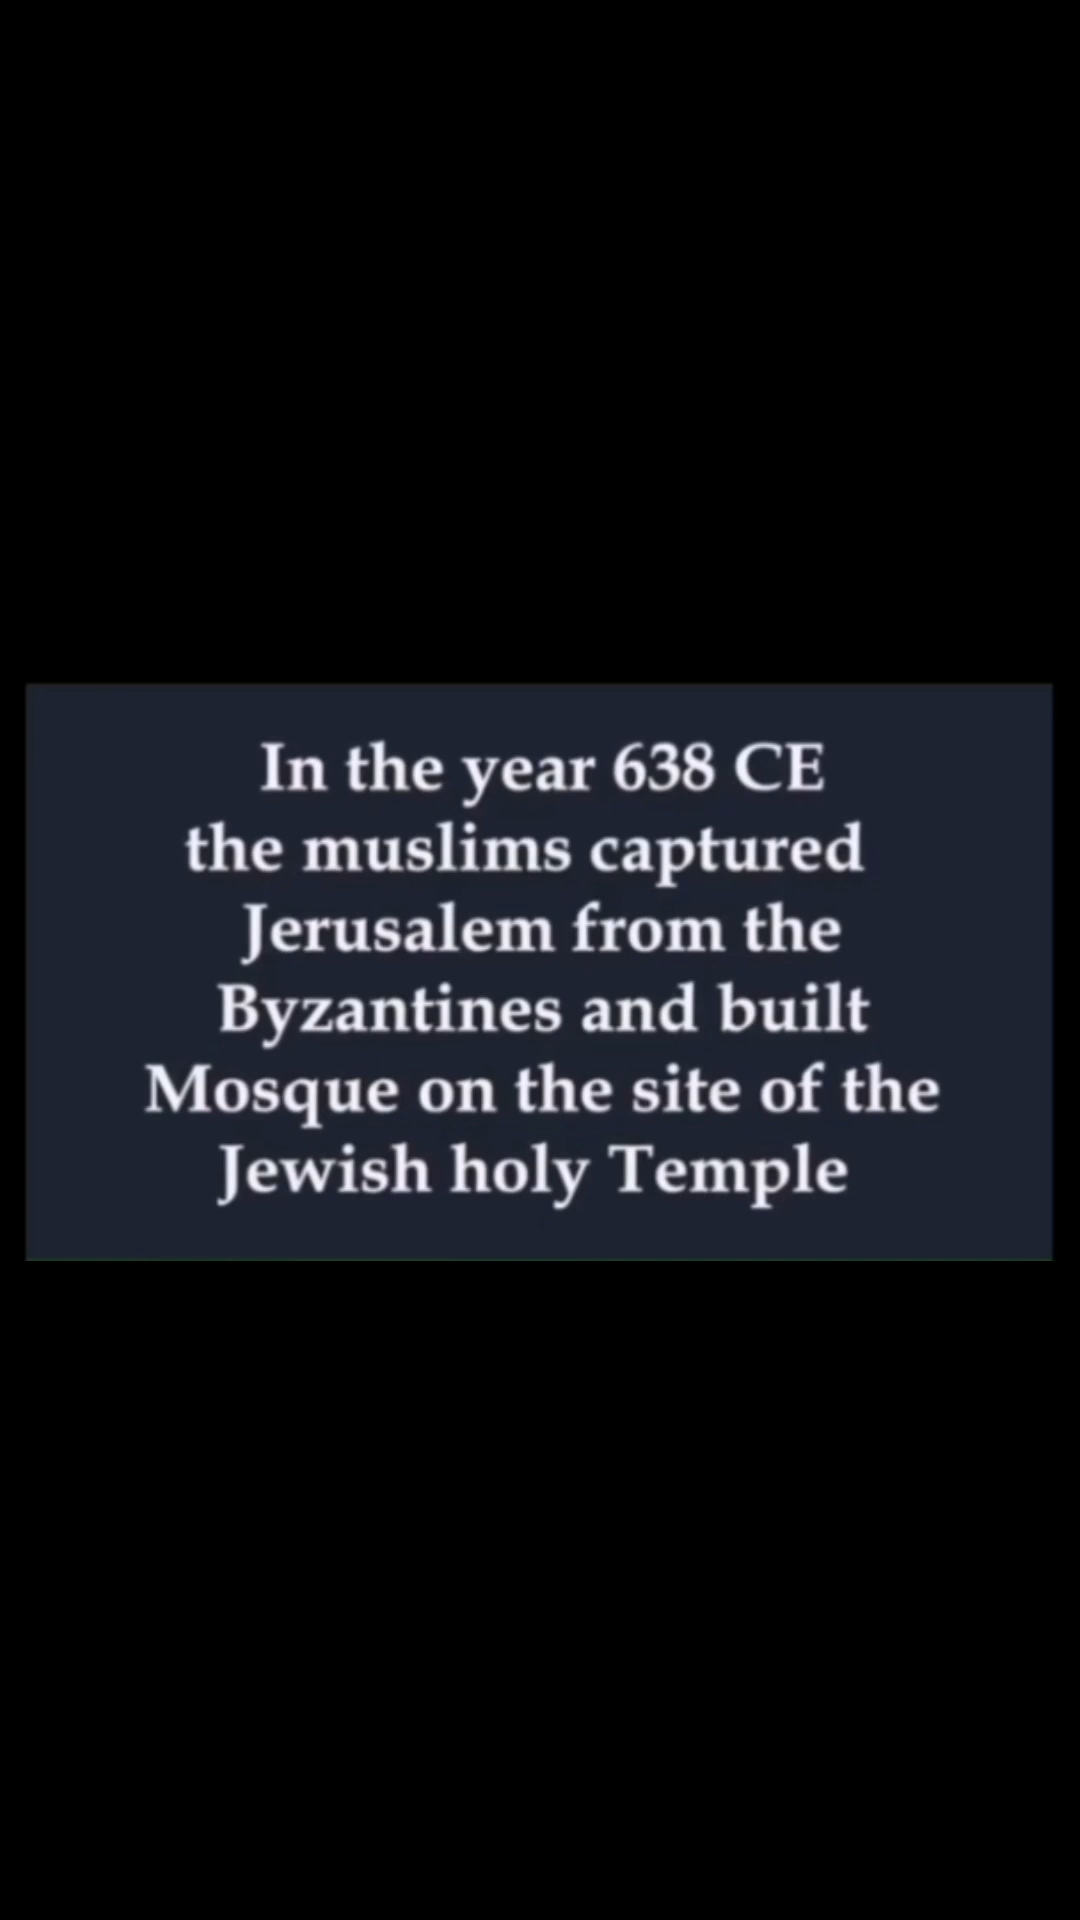 In the year 638 CE
the muslims captured
Jerusalem from the
Byzantines and built
Mosque on the site of the
Jewish holy Temple